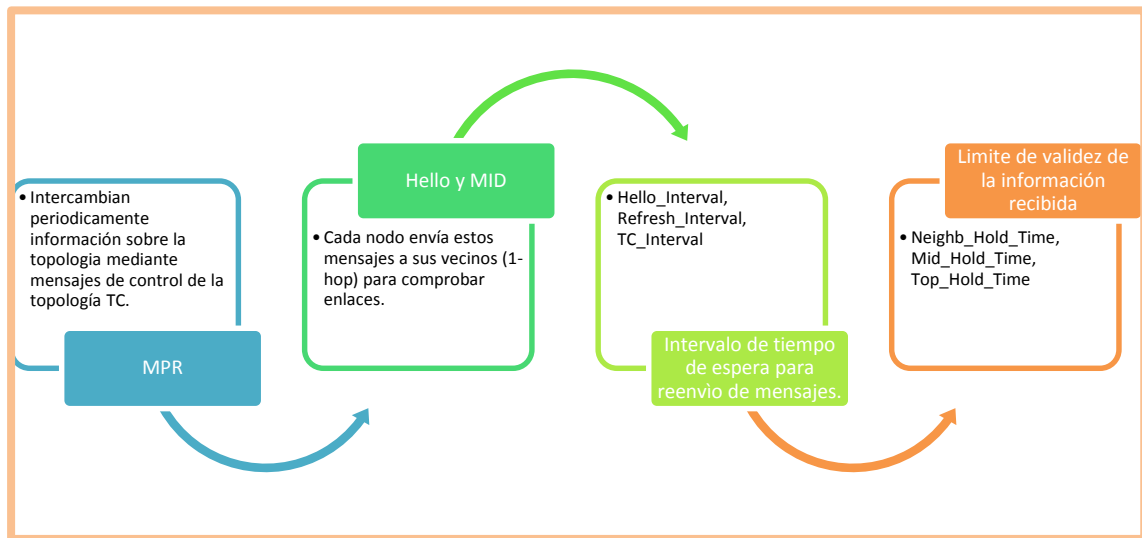 • Intercambian
periodicamente
información sobre la
topologia mediante
mensajes de control de la
topología TC.
MPR
Hello y MID
• Cada nodo envía estos
mensajes a sus vecinos (1-
hop) para comprobar
enlaces.
• Hello_Interval,
Refresh_Interval,
TC_Interval
Intervalo de tiempo
de espera para
reenvìo de mensajes.
Limite de validez de
la información
recibida
• Neighb_Hold_Time,
Mid_Hold_Time,
Top_Hold_Time